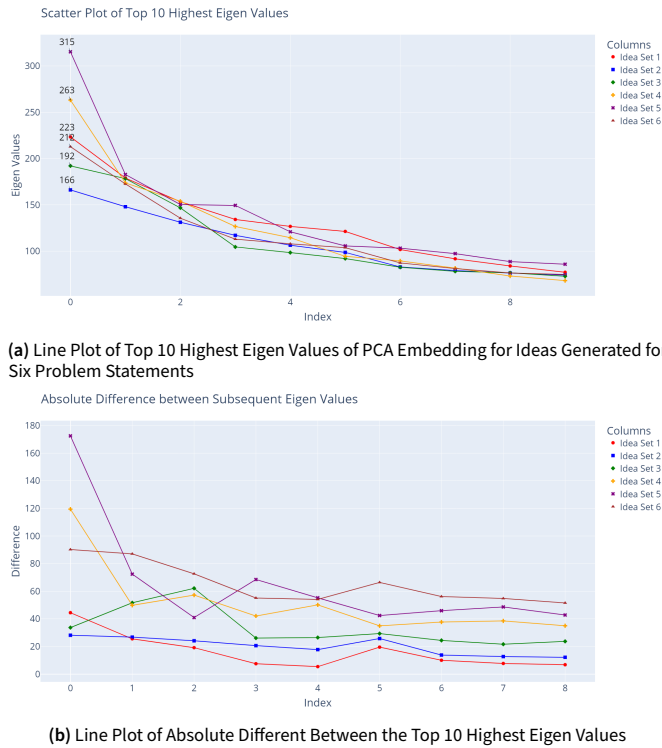 Scatter Plot of Top 10 Highest Eigen Values
315
263
223
212
192
166
300
250
200
150
100
Eigen Values
0
2
4
6
8
Index
Columns
Idea Set 1
Idea Set 2
Idea Set 3
Idea Set 4
Idea Set 5
Idea Set 6
(a) Line Plot of Top 10 Highest Eigen Values of PCA Embedding for Ideas Generated fo
Six Problem Statements
Absolute Difference between Subsequent Eigen Values
180
160
140
120
100
80
60
40
20
0
Difference
0
1
2
3
4
5
6
7
8
Index
Columns
Idea Set 1
Idea Set 2
Idea Set 3
Idea Set 4
Idea Set 5
Idea Set 6
(b) Line Plot of Absolute Different Between the Top 10 Highest Eigen Values